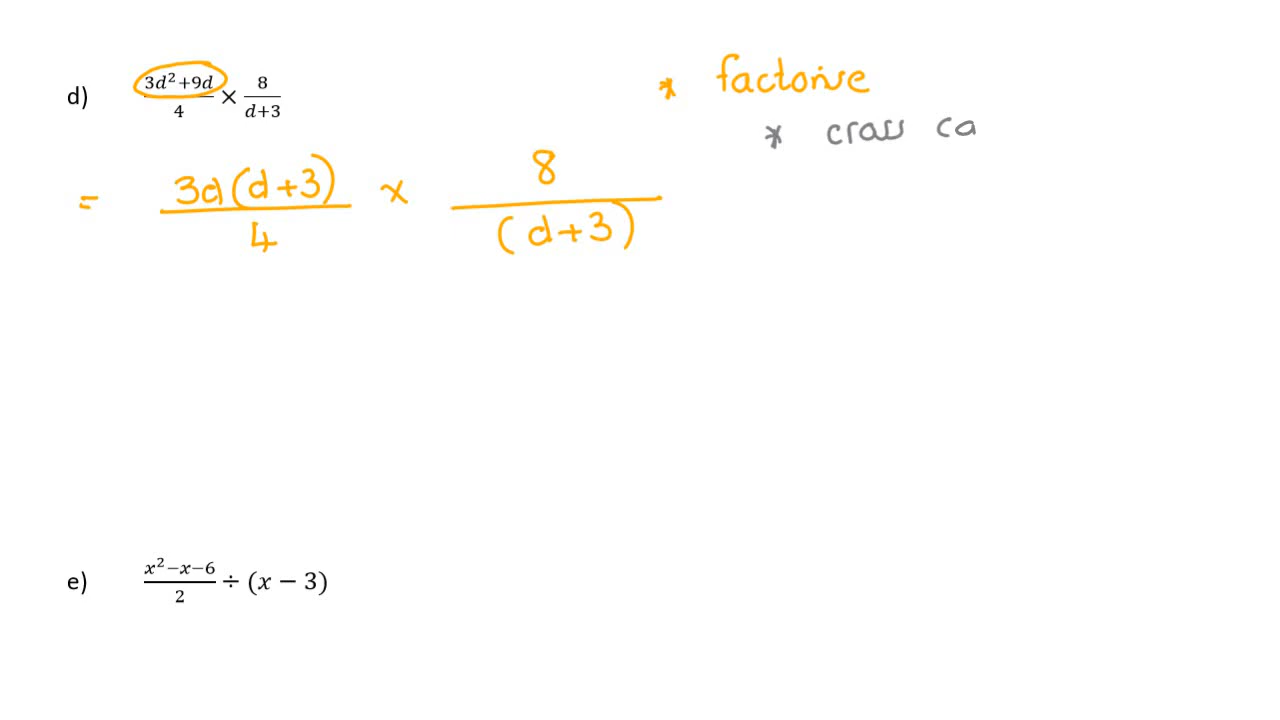 d) (3d²+9d)/4 × 8/(d+3)
* factorise
* cross ca
= 3d(d+3)/4 × 8/(d+3)
e) (x²−x−6)/2 ÷ (x − 3)